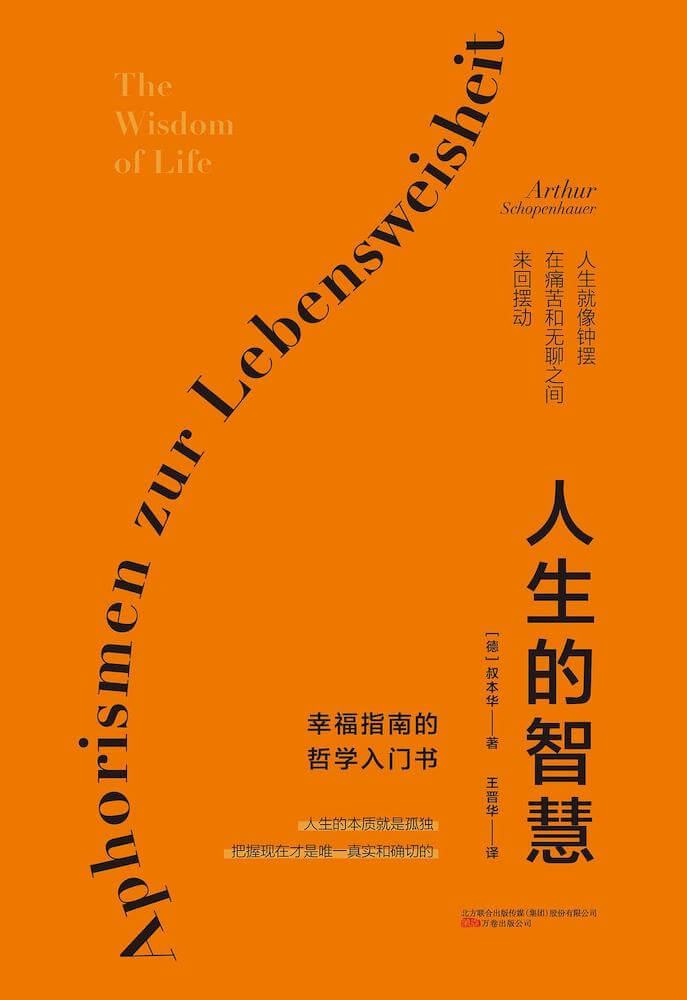 The
Wisdom
of Life
Aphorismen zur Lebensweisheit
Arthur
Schopenhauer
人生就像钟摆
在痛苦和无聊之间
来回摆动
人生的智慧
[德]叔本华——著
王晋华——译
幸福指南的
哲学入门书
人生的本质就是孤独
把握现在才是唯一真实和确切的
北方联合出版传媒(集团)股份有限公司
万卷出版公司